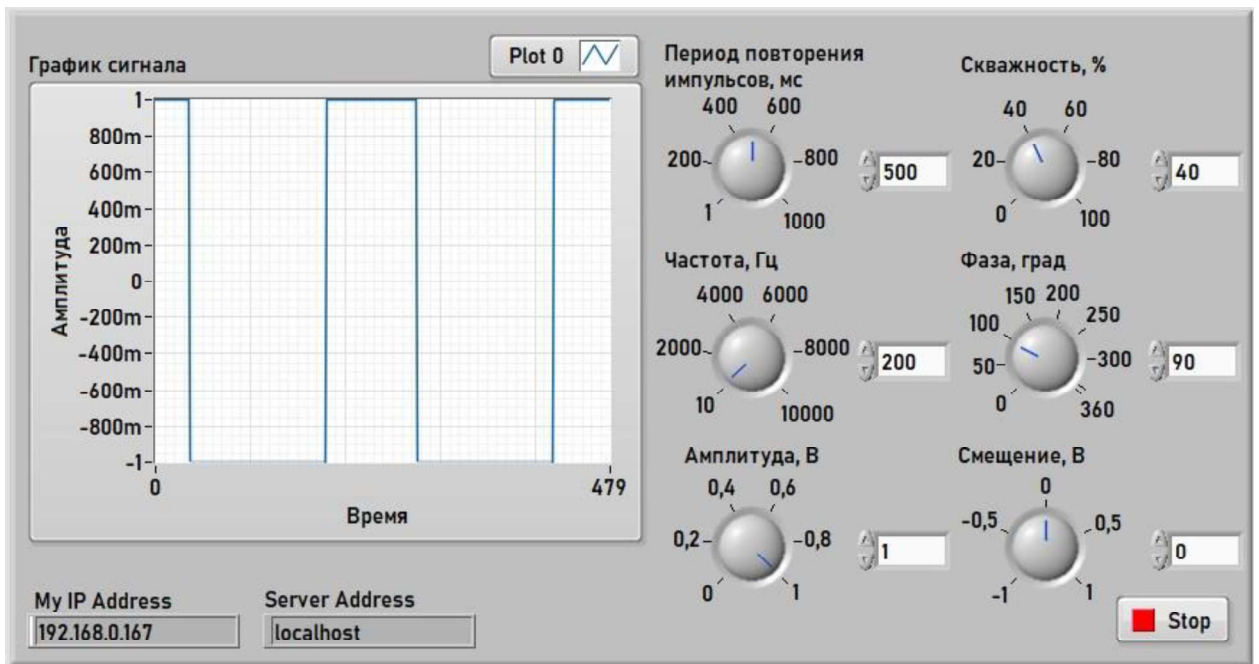 График сигнала
Plot 0
1
800m
600m
400m
200m
0
-200m
-400m
-600m
-800m
-1
Амплитуда
0
479
Время
Период повторения
импульсов, мс
400 600
200
800
1
1000
500
Скважность, %
40 60
20
80
0
100
40
Частота, Гц
4000 6000
2000
8000
10
10000
200
Фаза, град
150 200
100
250
50
300
0
360
90
Амплитуда, В
0,4 0,6
0,2
0,8
0
1
1
Смещение, В
0
-0,5
0,5
-1
1
0
My IP Address
192.168.0.167
Server Address
localhost
Stop